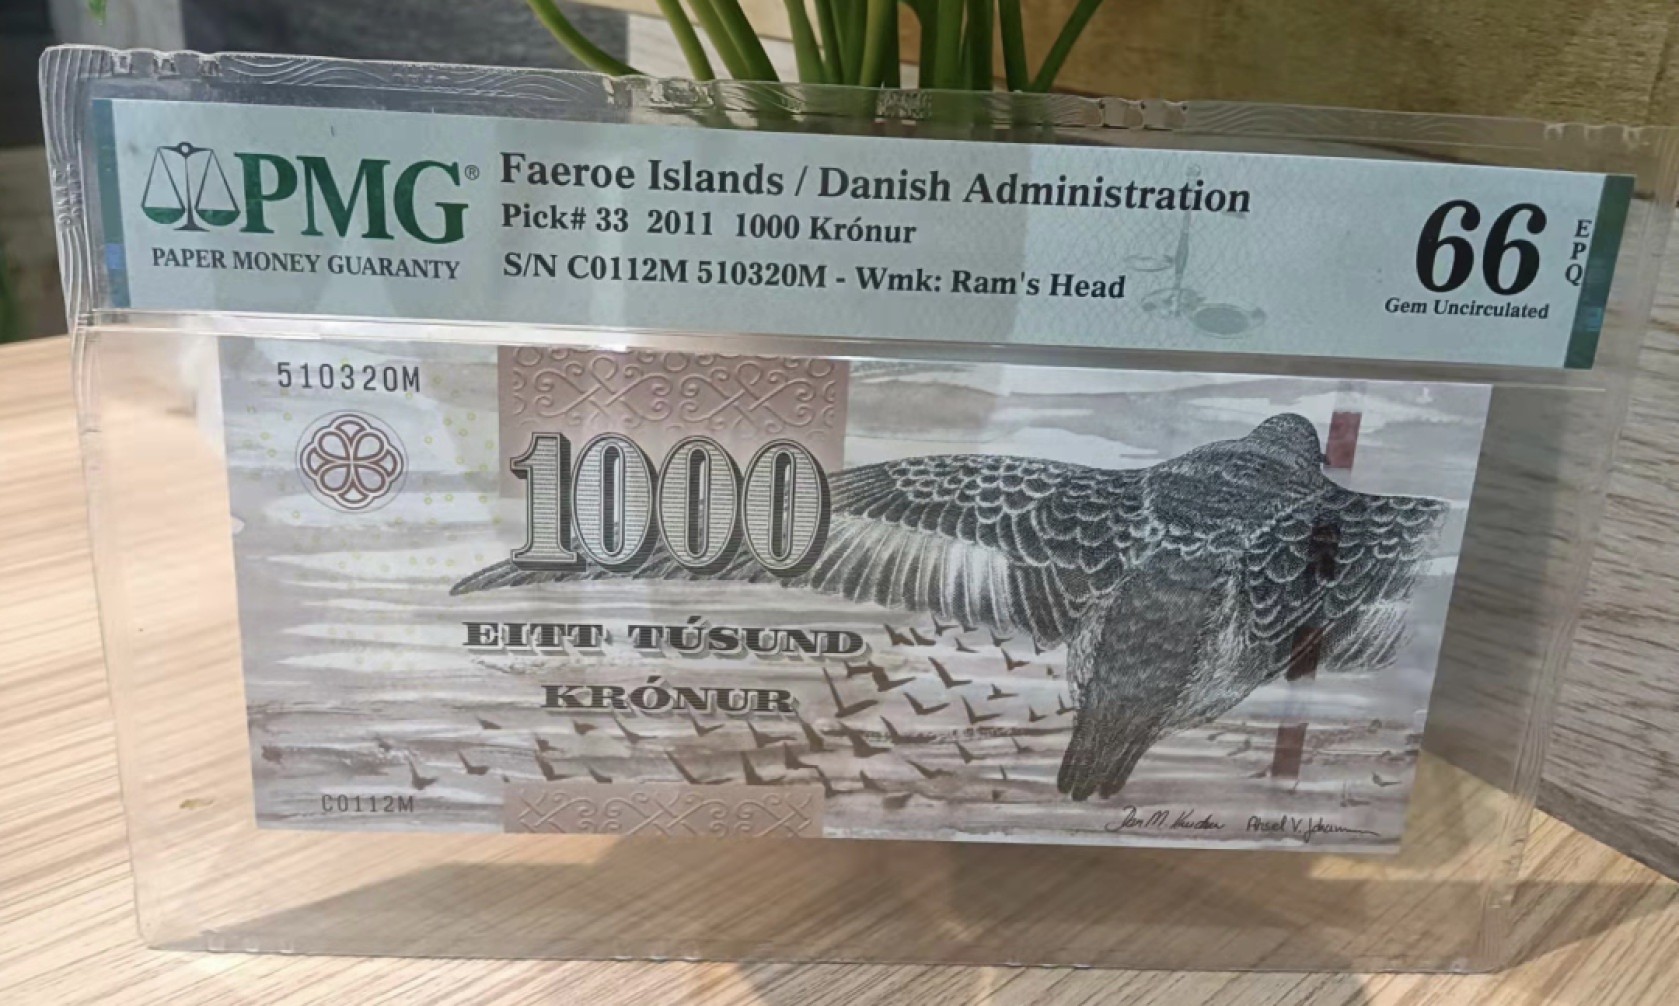 PMG®
PAPER MONEY GUARANTY
Faeroe Islands / Danish Administration
Pick# 33 2011 1000 Krónur
S/N C0112M 510320M - Wmk: Ram's Head
66
EPQ
Gem Uncirculated
510320M
1000
EITT TÚSUND
KRÓNUR
C0112M